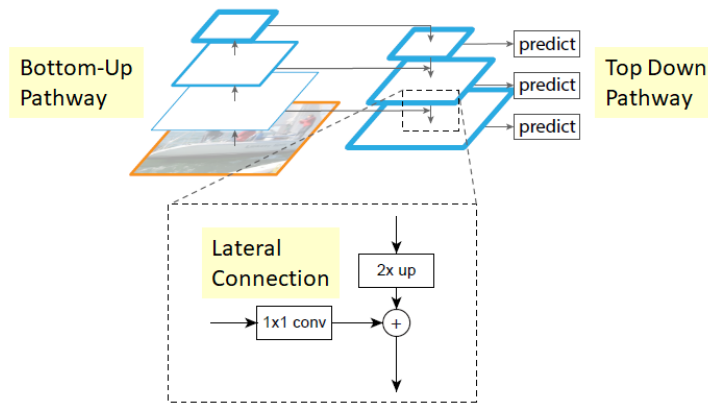 Bottom-Up
Pathway
predict
predict
predict
Top Down
Pathway
Lateral
Connection
2x up
1x1 conv
+